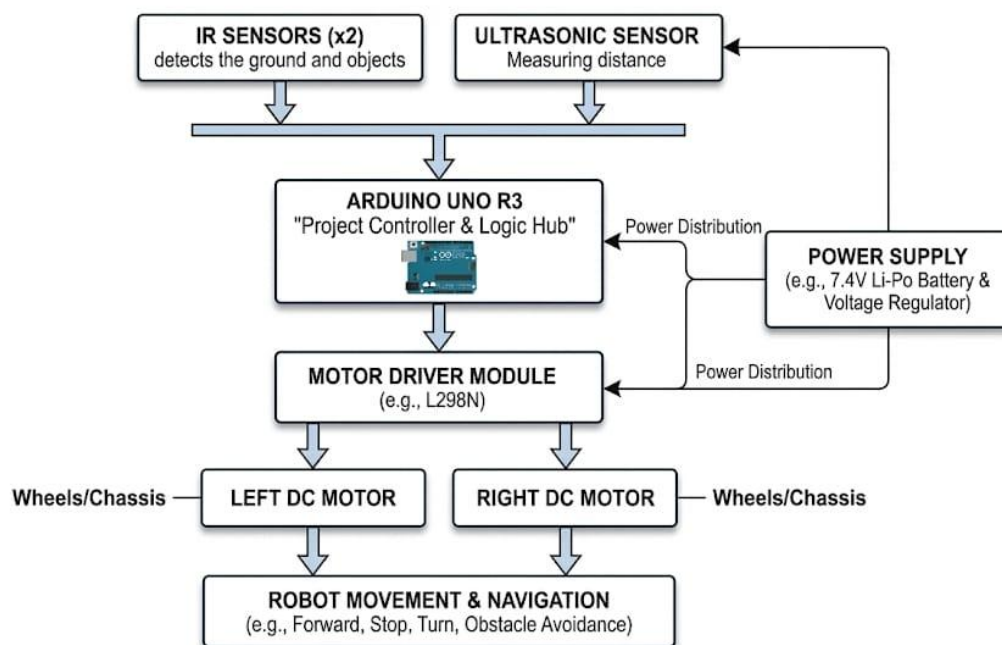 IR SENSORS (x2)
detects the ground and objects
ULTRASONIC SENSOR
Measuring distance
ARDUINO UNO R3
"Project Controller & Logic Hub"
Power Distribution
POWER SUPPLY
(e.g., 7.4V Li-Po Battery &
Voltage Regulator)
MOTOR DRIVER MODULE
(e.g., L298N)
Power Distribution
Wheels/Chassis
LEFT DC MOTOR
RIGHT DC MOTOR
Wheels/Chassis
ROBOT MOVEMENT & NAVIGATION
(e.g., Forward, Stop, Turn, Obstacle Avoidance)